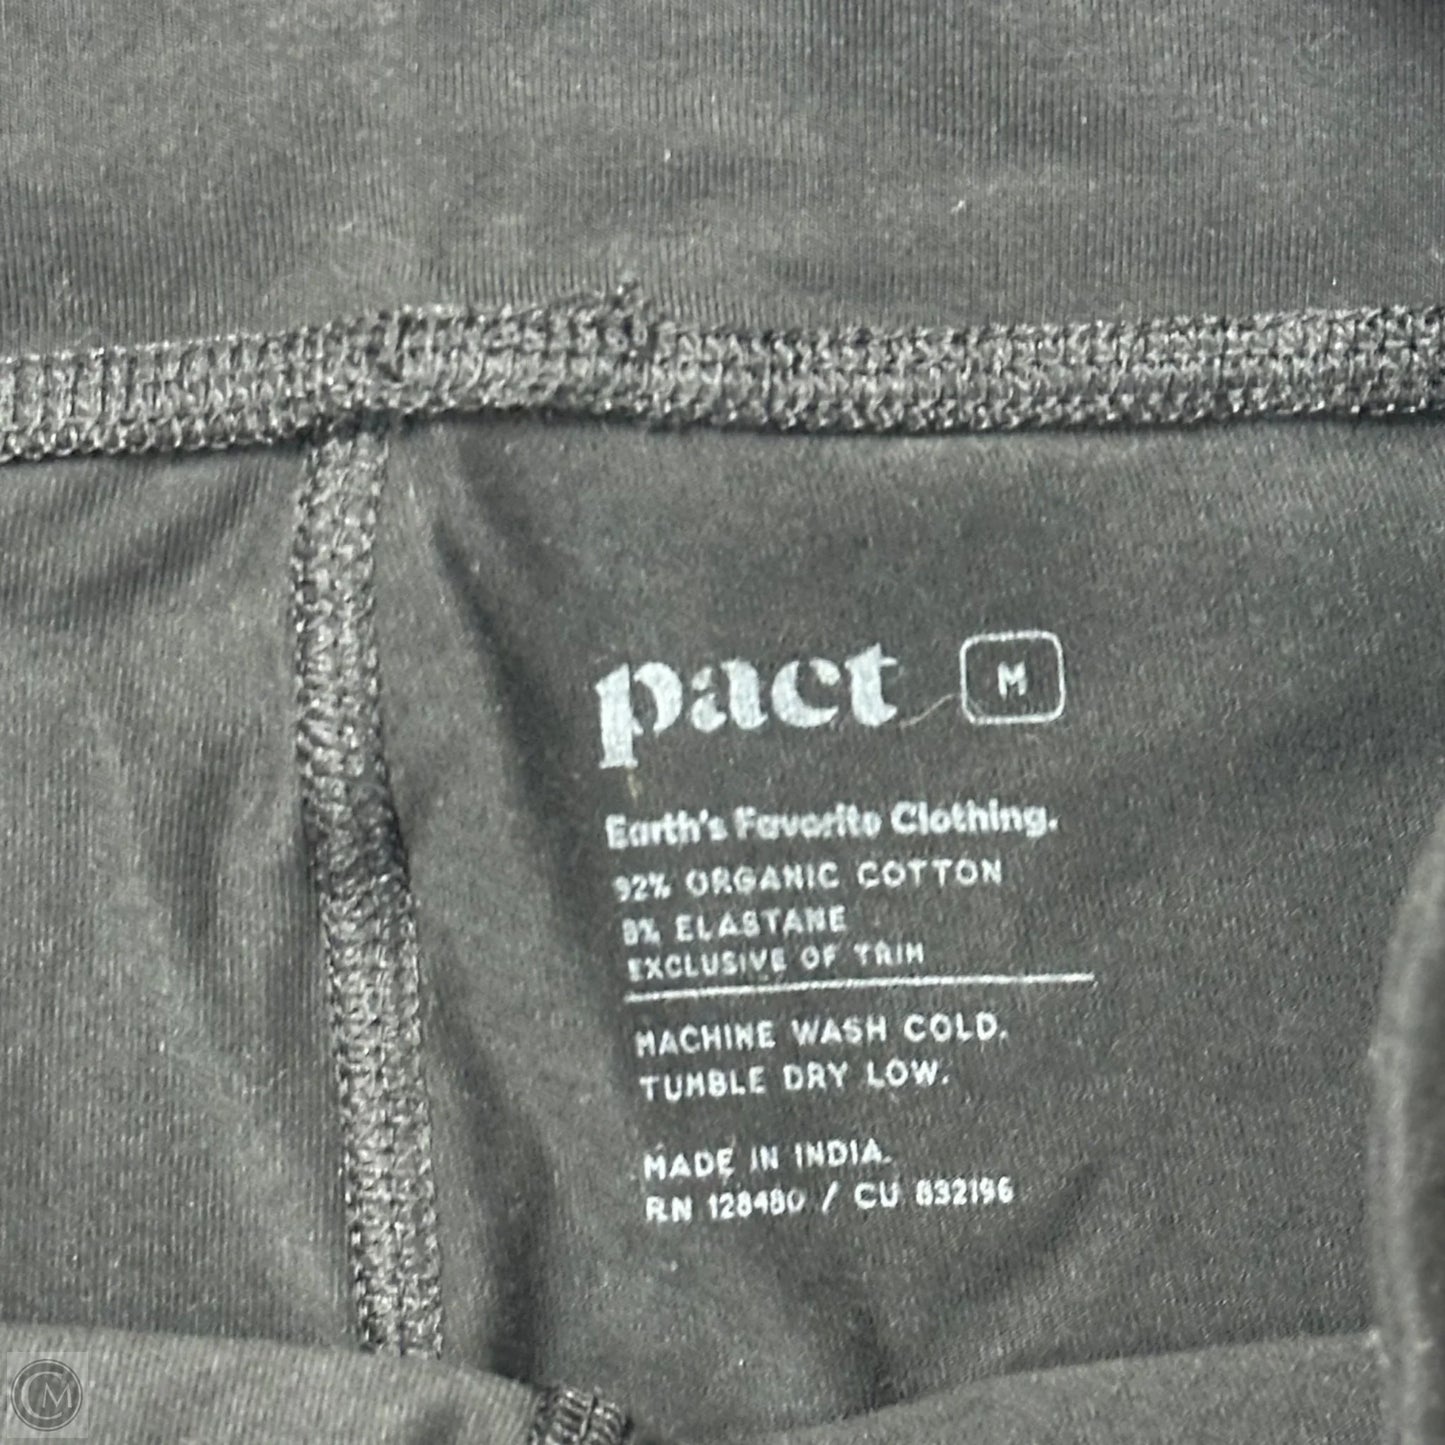 pact M
Earth's Favorite Clothing.
92% ORGANIC COTTON
8% ELASTANE
EXCLUSIVE OF TRIM
MACHINE WASH COLD.
TUMBLE DRY LOW.
MADE IN INDIA.
RN 128480 / CU 832196
CM